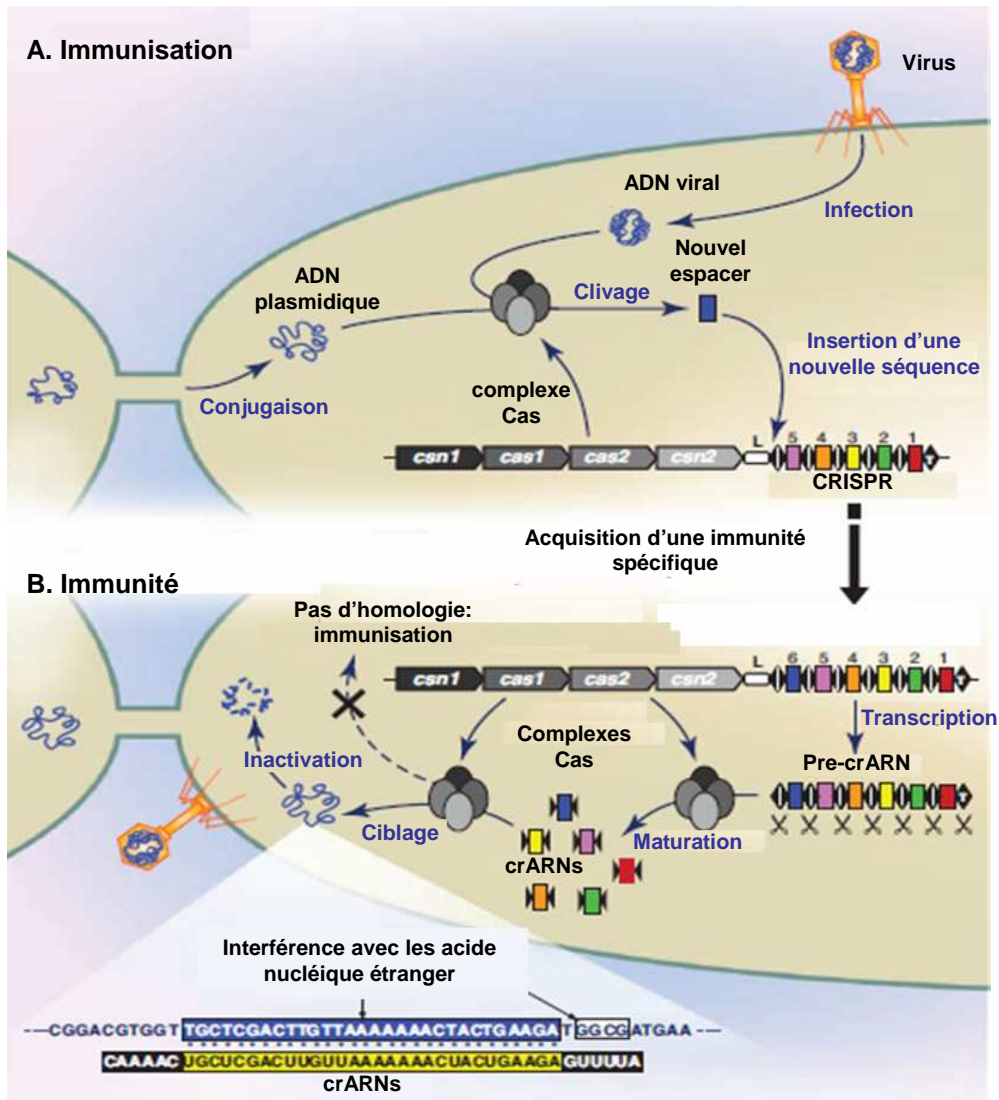 A. Immunisation
Virus
ADN viral
Infection
Nouvel
espacer
ADN
plasmidique
Clivage
Insertion d'une
nouvelle séquence
Conjugaison
complexe
Cas
L 5 4 3 2 1
csn1 cas1 cas2 csn2 T
CRISPR
Acquisition d'une immunité
spécifique
B. Immunité
Pas d'homologie:
immunisation
L 6 5 4 3 2 1
csn1 cas1 cas2 csn2 T
Transcription
Complexes
Cas
Pre-crARN
T
Inactivation
Ciblage
Maturation
crARNs
Interférence avec les acide
nucléique étranger
---CGGACGTGGT TGCTCGACTTGTTAAAAAAACTACTGAAGA T GGCG ATGAA ---
CAAAAC UGCUCGACUUGUUAAAAAAACUACUGAAGA GUUUUA
crARNs